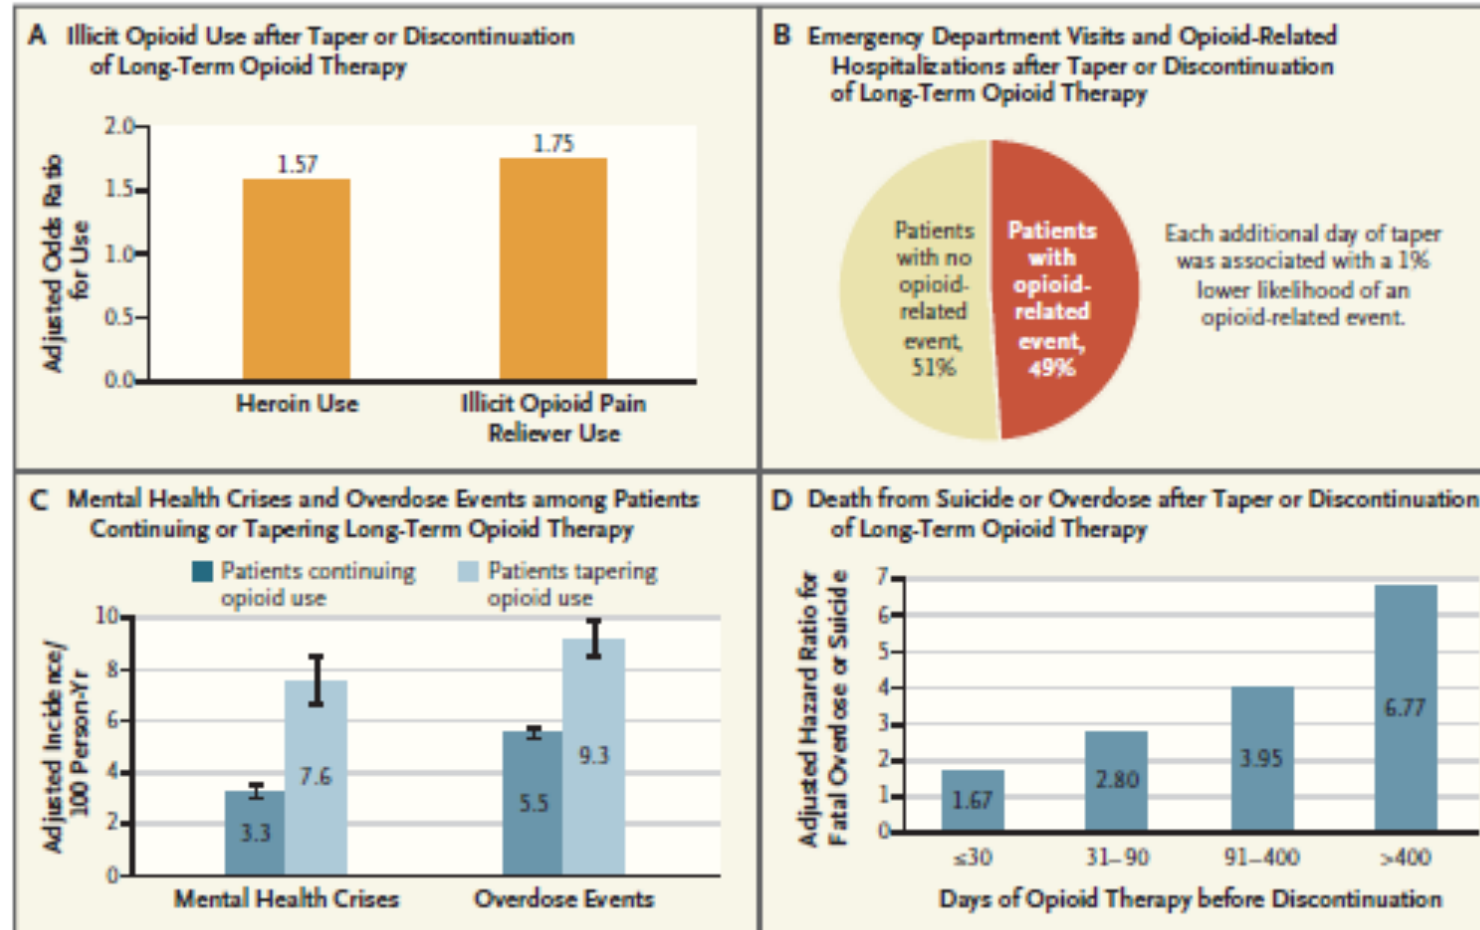 A Illicit Opioid Use after Taper or Discontinuation
of Long-Term Opioid Therapy
Adjusted Odds Ratio
for Use
2.0
1.5
1.0
0.5
0.0
1.57
1.75
Heroin Use
Illicit Opioid Pain
Reliever Use
B Emergency Department Visits and Opioid-Related
Hospitalizations after Taper or Discontinuation
of Long-Term Opioid Therapy
Patients
with no
opioid-
related
event,
51%
Patients
with
opioid-
related
event,
49%
Each additional day of taper
was associated with a 1%
lower likelihood of an
opioid-related event.
C Mental Health Crises and Overdose Events among Patients
Continuing or Tapering Long-Term Opioid Therapy
Patients continuing
opioid use
Patients tapering
opioid use
Adjusted Incidence/
100 Person-Yr
10
8
6
4
2
0
3.3
7.6
5.5
9.3
Mental Health Crises
Overdose Events
D Death from Suicide or Overdose after Taper or Discontinuation
of Long-Term Opioid Therapy
Adjusted Hazard Ratio for
Fatal Overdose or Suicide
7
6
5
4
3
2
1
0
1.67
2.80
3.95
6.77
≤30
31–90
91–400
>400
Days of Opioid Therapy before Discontinuation